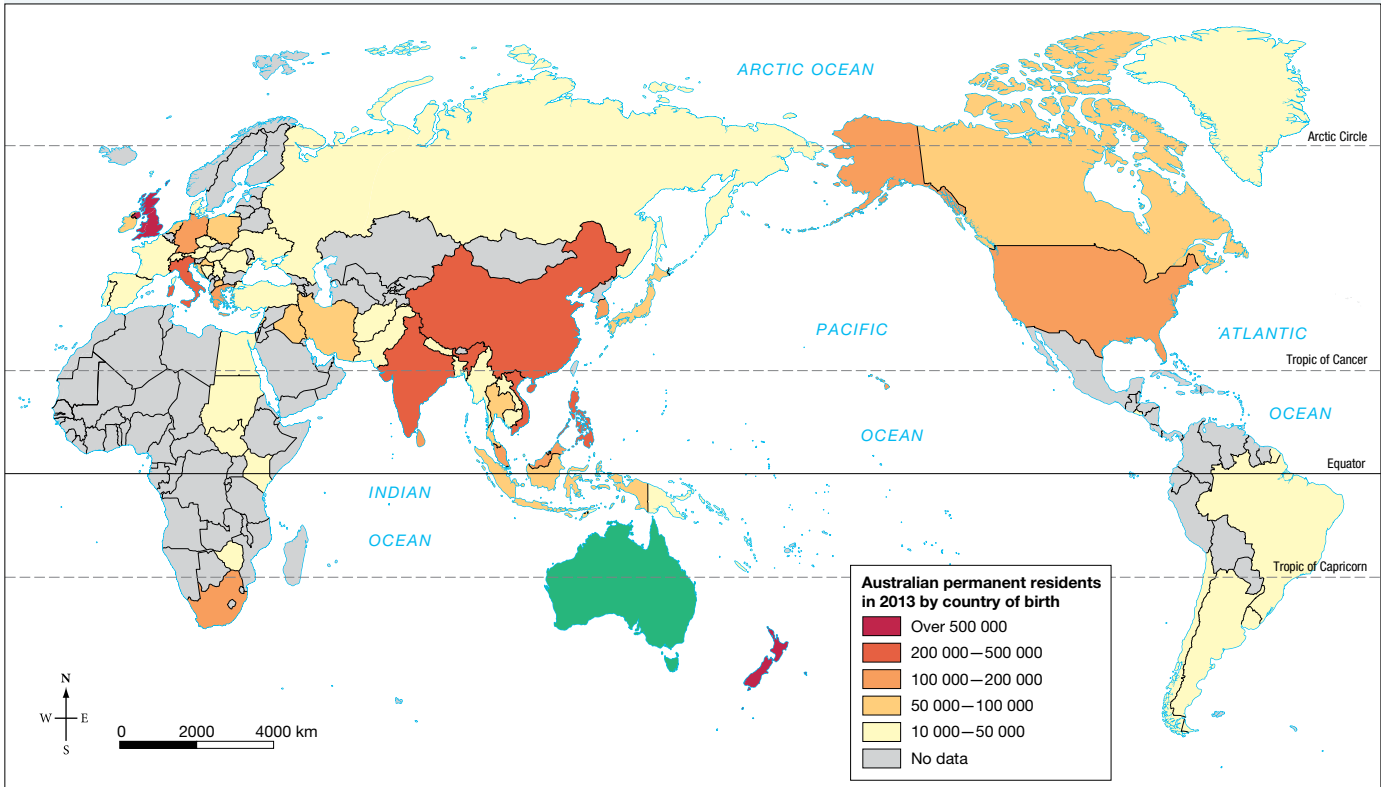 ARCTIC OCEAN
Arctic Circle
PACIFIC
ATLANTIC
Tropic of Cancer
OCEAN
OCEAN
Equator
INDIAN
OCEAN
Tropic of Capricorn
Australian permanent residents
in 2013 by country of birth
Over 500 000
200 000—500 000
100 000—200 000
50 000—100 000
10 000—50 000
No data
N
W E
S
0 2000 4000 km